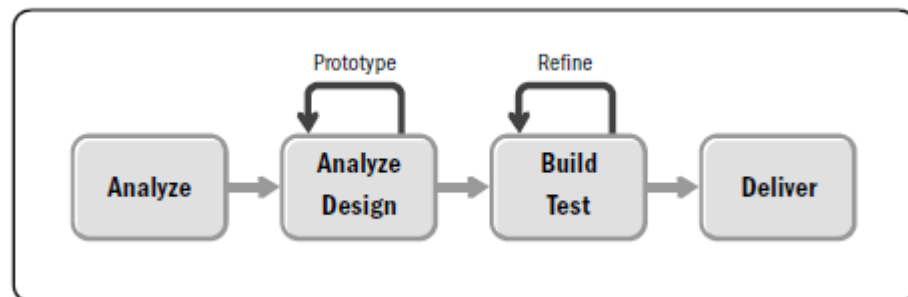 Prototype
Refine
Analyze
Analyze
Design
Build
Test
Deliver